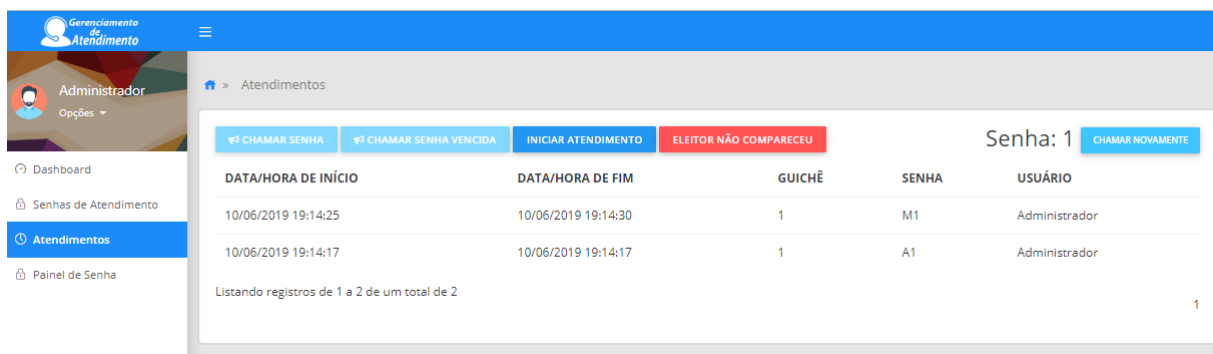 Gerenciamento
de
Atendimento
Administrador
Opções
Dashboard
Senhas de Atendimento
Atendimentos
Painel de Senha
» Atendimentos
CHAMAR SENHA CHAMAR SENHA VENCIDA INICIAR ATENDIMENTO ELEITOR NÃO COMPARECEU Senha: 1 CHAMAR NOVAMENTE
DATA/HORA DE INÍCIO DATA/HORA DE FIM GUICHÊ SENHA USUÁRIO
10/06/2019 19:14:25 10/06/2019 19:14:30 1 M1 Administrador
10/06/2019 19:14:17 10/06/2019 19:14:17 1 A1 Administrador
Listando registros de 1 a 2 de um total de 2
1